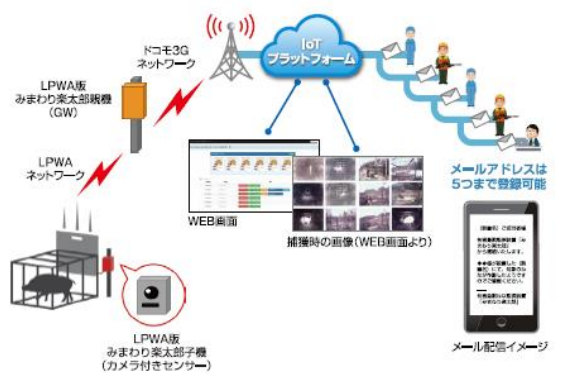 ドコモ3G
ネットワーク
IoT
プラットフォーム
LPWA版
みまわり楽太郎親機
(GW)
LPWA
ネットワーク
WEB画面
捕獲時の画像(WEB画面より)
メールアドレスは
5つまで登録可能
LPWA版
みまわり楽太郎子機
(カメラ付きセンサー)
メール配信イメージ